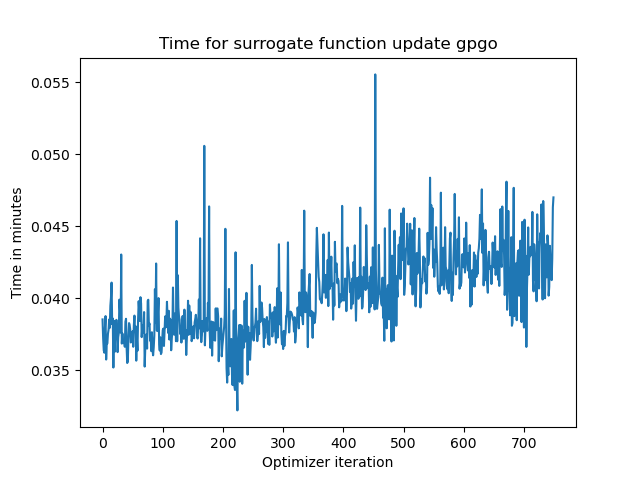 Time for surrogate function update gpgo
0.055
0.050
0.045
0.040
0.035
Time in minutes
0 100 200 300 400 500 600 700
Optimizer iteration